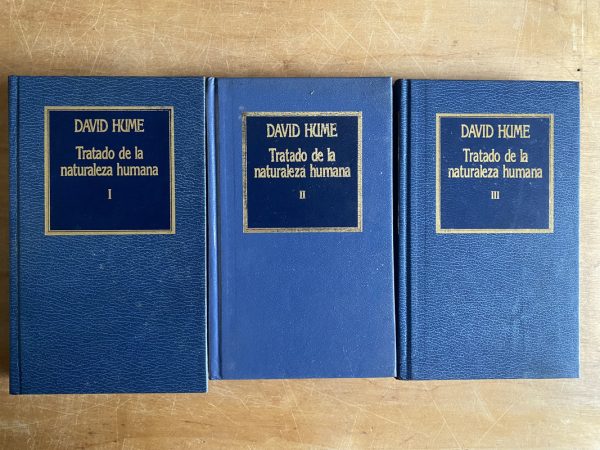 DAVID HUME
Tratado de la
naturaleza humana
I
DAVID HUME
Tratado de la
naturaleza humana
II
DAVID HUME
Tratado de la
naturaleza humana
III